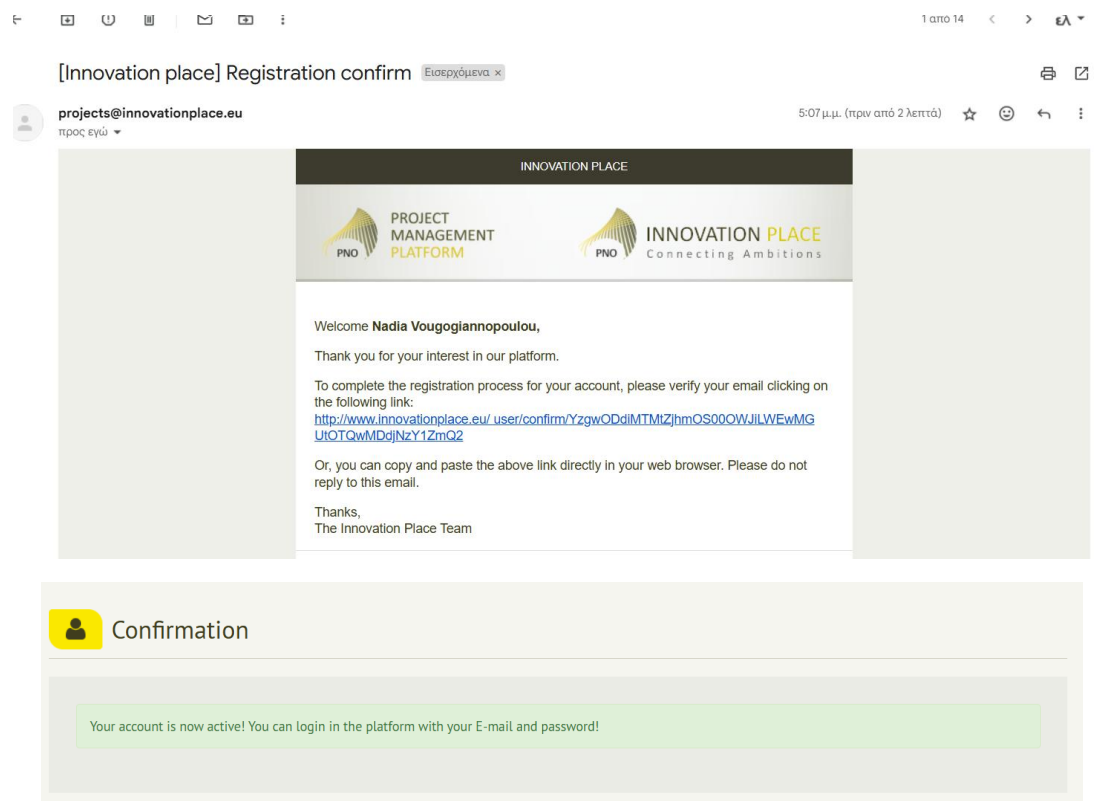 1 από 14
ελ
[Innovation place] Registration confirm Εισερχόμενα ×
projects@innovationplace.eu
5:07 μ.μ. (πριν από 2 λεπτά)
προς εγώ
INNOVATION PLACE
PROJECT
MANAGEMENT
PLATFORM
PNO
INNOVATION PLACE
Connecting Ambitions
PNO
Welcome Nadia Vougogiannopoulou,
Thank you for your interest in our platform.
To complete the registration process for your account, please verify your email clicking on
the following link:
http://www.innovationplace.eu/ user/confirm/YzgwODdiMTMtZjhmOS00OWJiLWEwMG
UtOTQwMDdjNzY1ZmQ2
Or, you can copy and paste the above link directly in your web browser. Please do not
reply to this email.
Thanks,
The Innovation Place Team
Confirmation
Your account is now active! You can login in the platform with your E-mail and password!